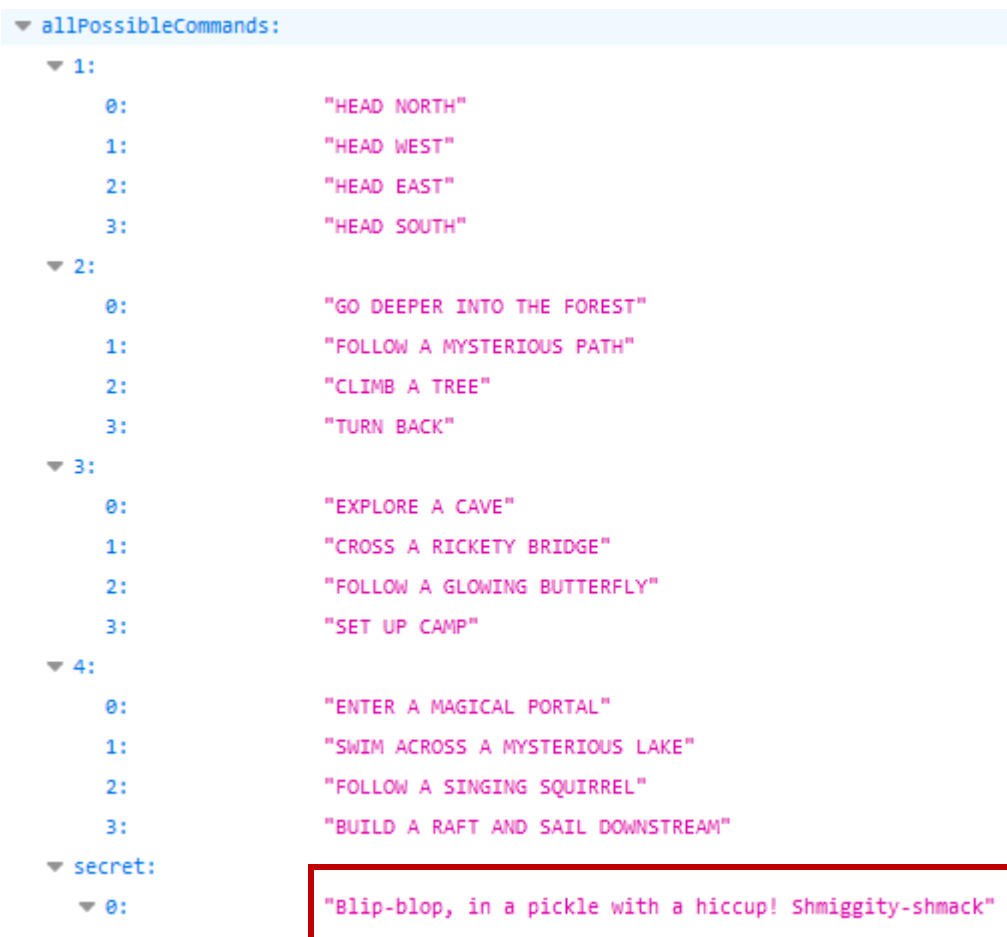 allPossibleCommands:
1:
0: "HEAD NORTH"
1: "HEAD WEST"
2: "HEAD EAST"
3: "HEAD SOUTH"
2:
0: "GO DEEPER INTO THE FOREST"
1: "FOLLOW A MYSTERIOUS PATH"
2: "CLIMB A TREE"
3: "TURN BACK"
3:
0: "EXPLORE A CAVE"
1: "CROSS A RICKETY BRIDGE"
2: "FOLLOW A GLOWING BUTTERFLY"
3: "SET UP CAMP"
4:
0: "ENTER A MAGICAL PORTAL"
1: "SWIM ACROSS A MYSTERIOUS LAKE"
2: "FOLLOW A SINGING SQUIRREL"
3: "BUILD A RAFT AND SAIL DOWNSTREAM"
secret:
0: "Blip-blop, in a pickle with a hiccup! Shmiggity-shmack"